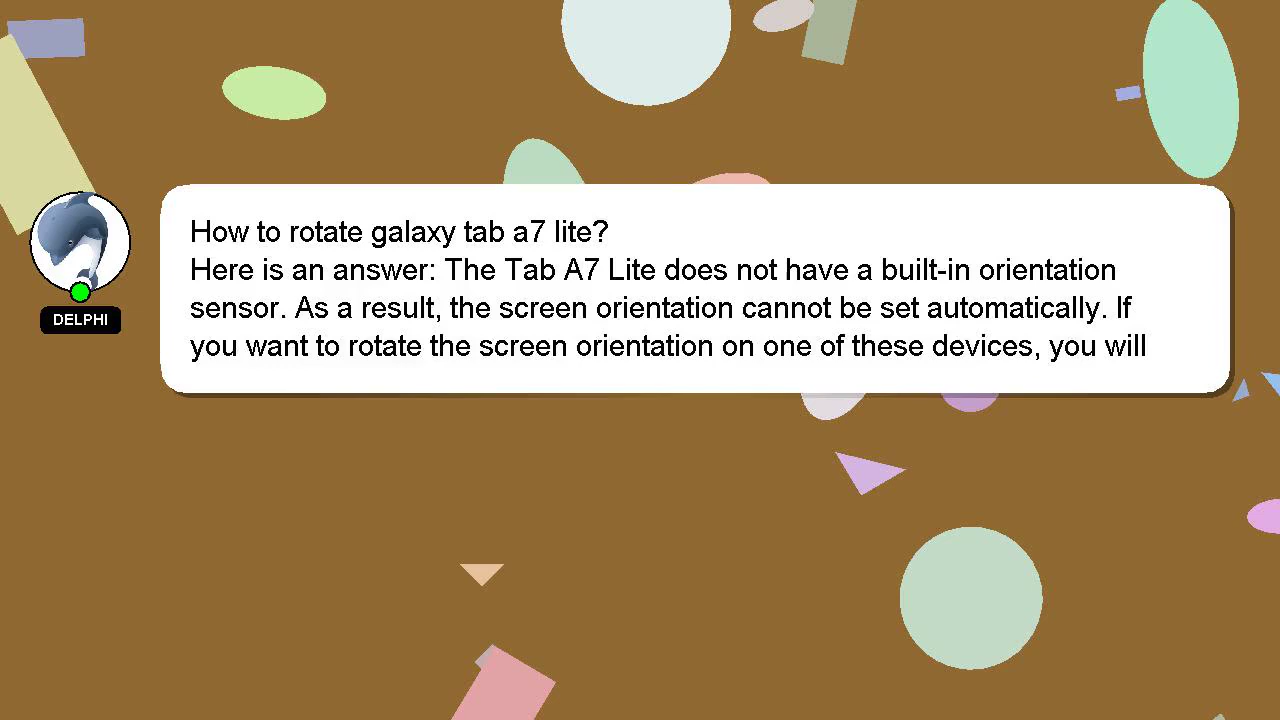 How to rotate galaxy tab a7 lite?
Here is an answer: The Tab A7 Lite does not have a built-in orientation
sensor. As a result, the screen orientation cannot be set automatically. If
you want to rotate the screen orientation on one of these devices, you will
DELPHI